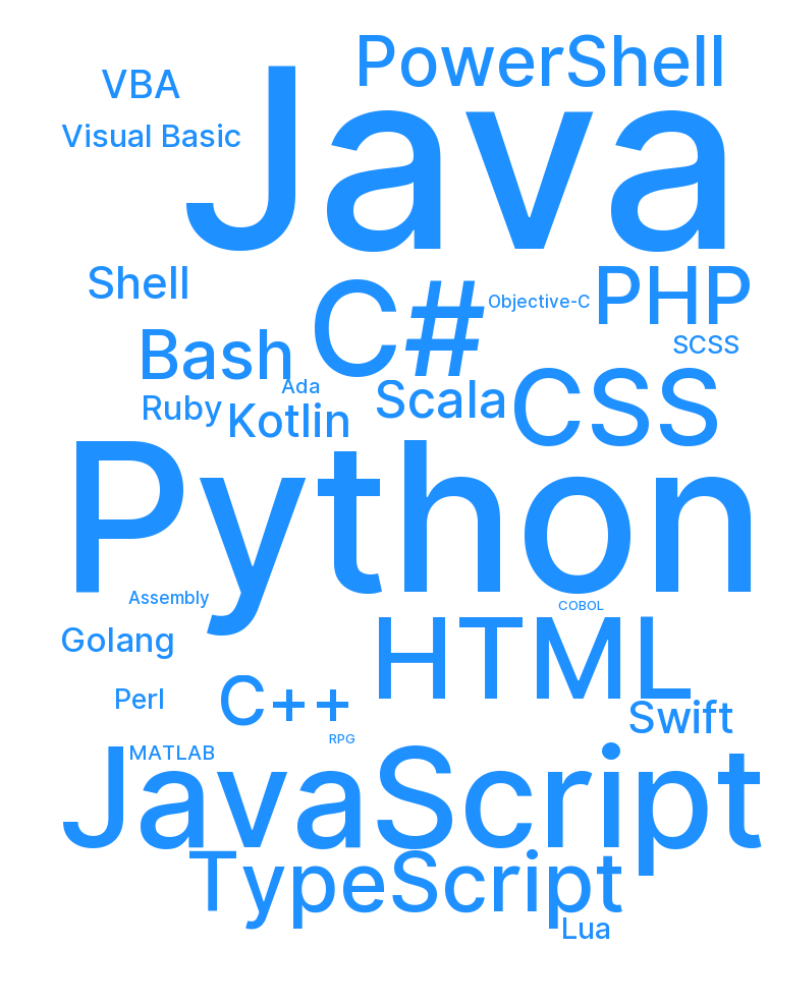 PowerShell
VBA
Java
Visual Basic
Shell
C#
Objective-C
PHP
SCSS
Bash
Ada
Scala
CSS
Ruby
Kotlin
Python
Assembly
COBOL
Golang
HTML
Perl
C++
Swift
RPG
MATLAB
JavaScript
TypeScript
Lua